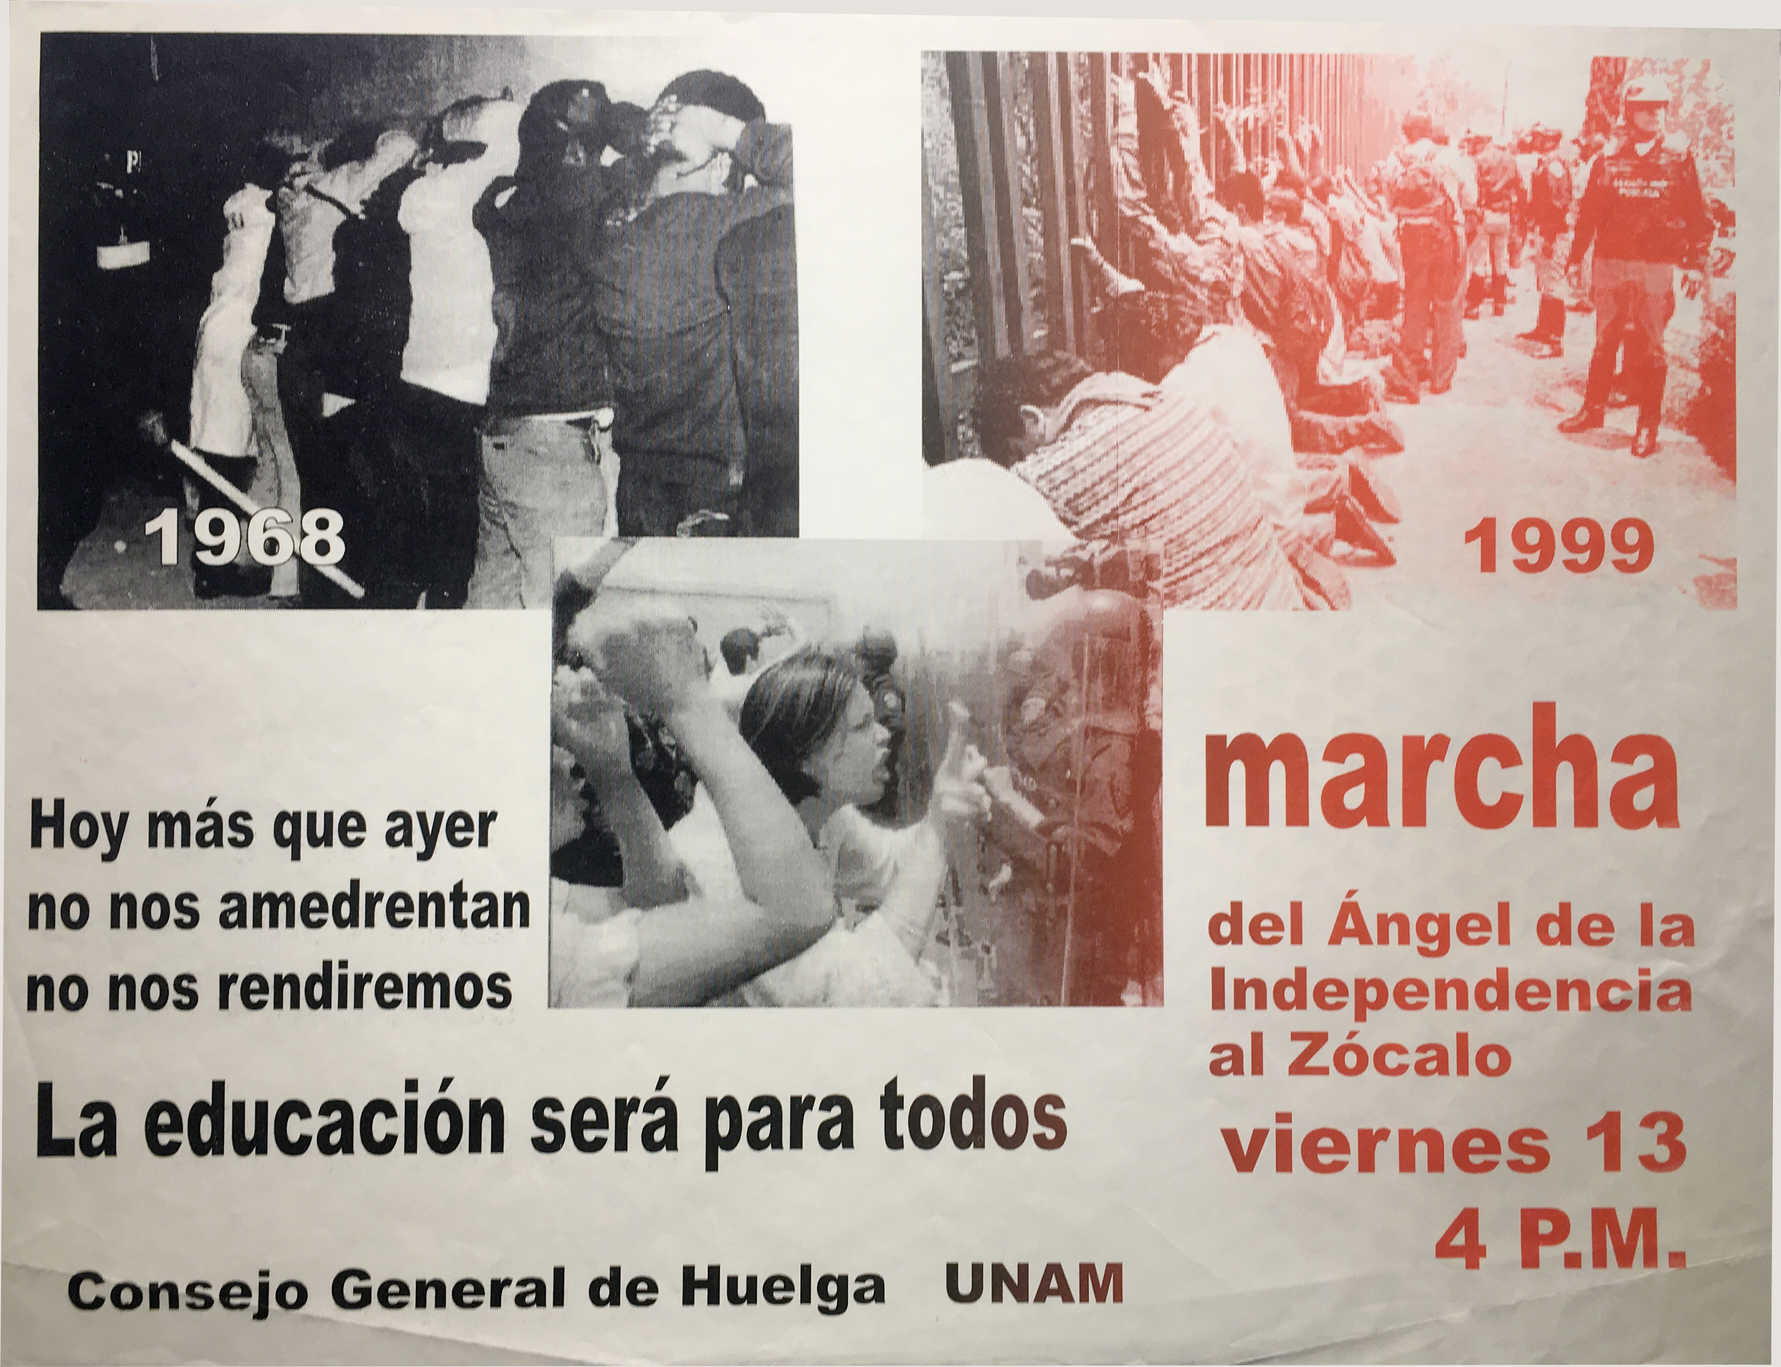 1968
1999
Hoy más que ayer
no nos amedrentan
no nos rendiremos
La educación será para todos
Consejo General de Huelga UNAM
marcha
del Ángel de la
Independencia
al Zócalo
viernes 13
4 P.M.